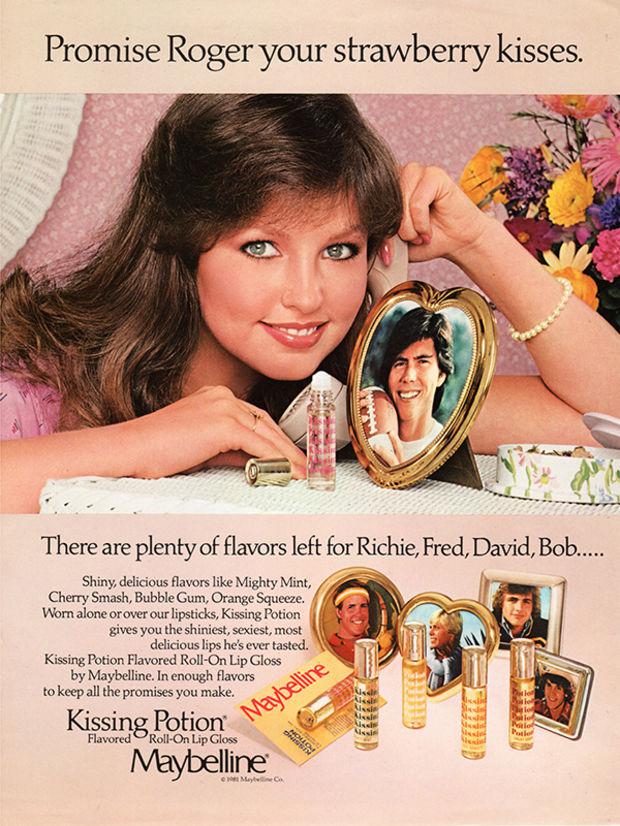 Promise Roger your strawberry kisses.
There are plenty of flavors left for Richie, Fred, David, Bob.....
Shiny, delicious flavors like Mighty Mint,
Cherry Smash, Bubble Gum, Orange Squeeze.
Worn alone or over our lipsticks, Kissing Potion
gives you the shiniest, sexiest, most
delicious lips he's ever tasted.
Kissing Potion Flavored Roll-On Lip Gloss
by Maybelline. In enough flavors
to keep all the promises you make.
Kissing Potion®
Flavored Roll-On Lip Gloss
Maybelline®
© 1981 Maybelline Co.
Maybelline
KISSING
POTION